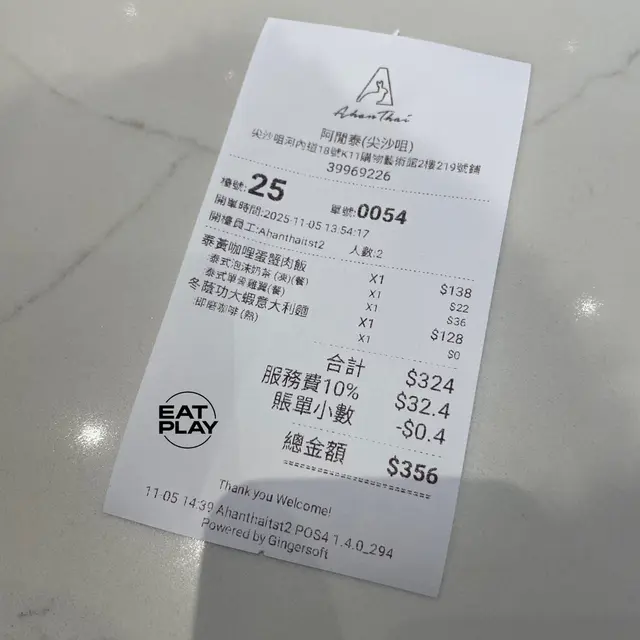 AhanThai
阿閒泰(尖沙咀)
尖沙咀河內道18號K11購物藝術館2樓219號鋪
39969226
檯號:25 單號:0054
開單時間:2025-11-05 13:54:17
開檯員工:Ahanthaitst2 人數:2
泰黃咖哩蛋蟹肉飯 X1 $138
泰式泡沫奶茶(凍)(餐) X1 $22
泰式單骨雞翼(餐) X1 $36
冬蔭功大蝦意大利麵 X1 $128
即磨咖啡(熱) X1 $0
合計 $324
服務費10% $32.4
賬單小數 -$0.4
總金額 $356
EAT
PLAY
Thank you Welcome!
11-05 14:39 Ahanthaitst2 POS4 1.4.0_294
Powered by Gingersoft